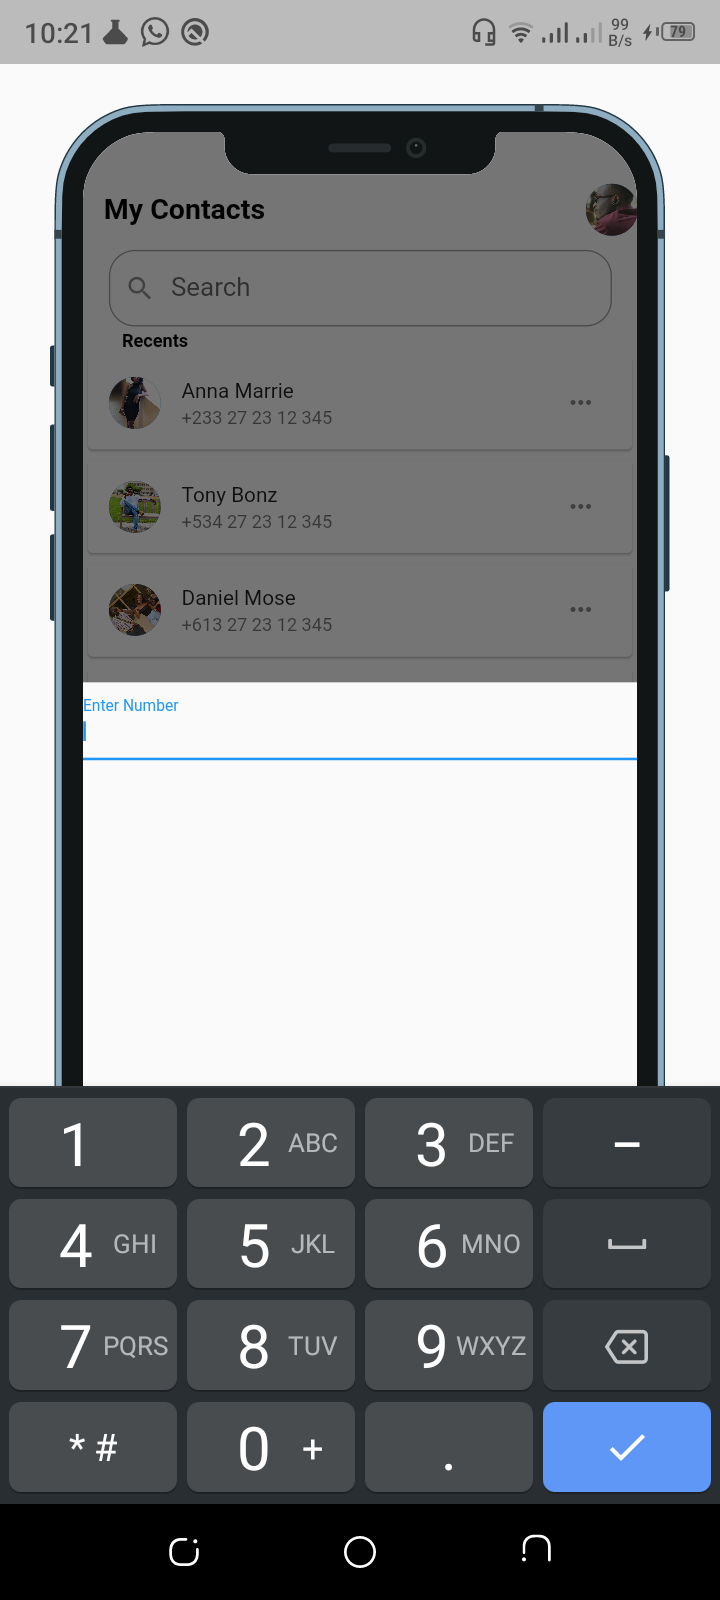 10:21
99
B/s
79
My Contacts
Search
Recents
Anna Marrie
+233 27 23 12 345
Tony Bonz
+534 27 23 12 345
Daniel Mose
+613 27 23 12 345
Enter Number
1 2 ABC 3 DEF –
4 GHI 5 JKL 6 MNO
7 PQRS 8 TUV 9 WXYZ
* # 0 + .